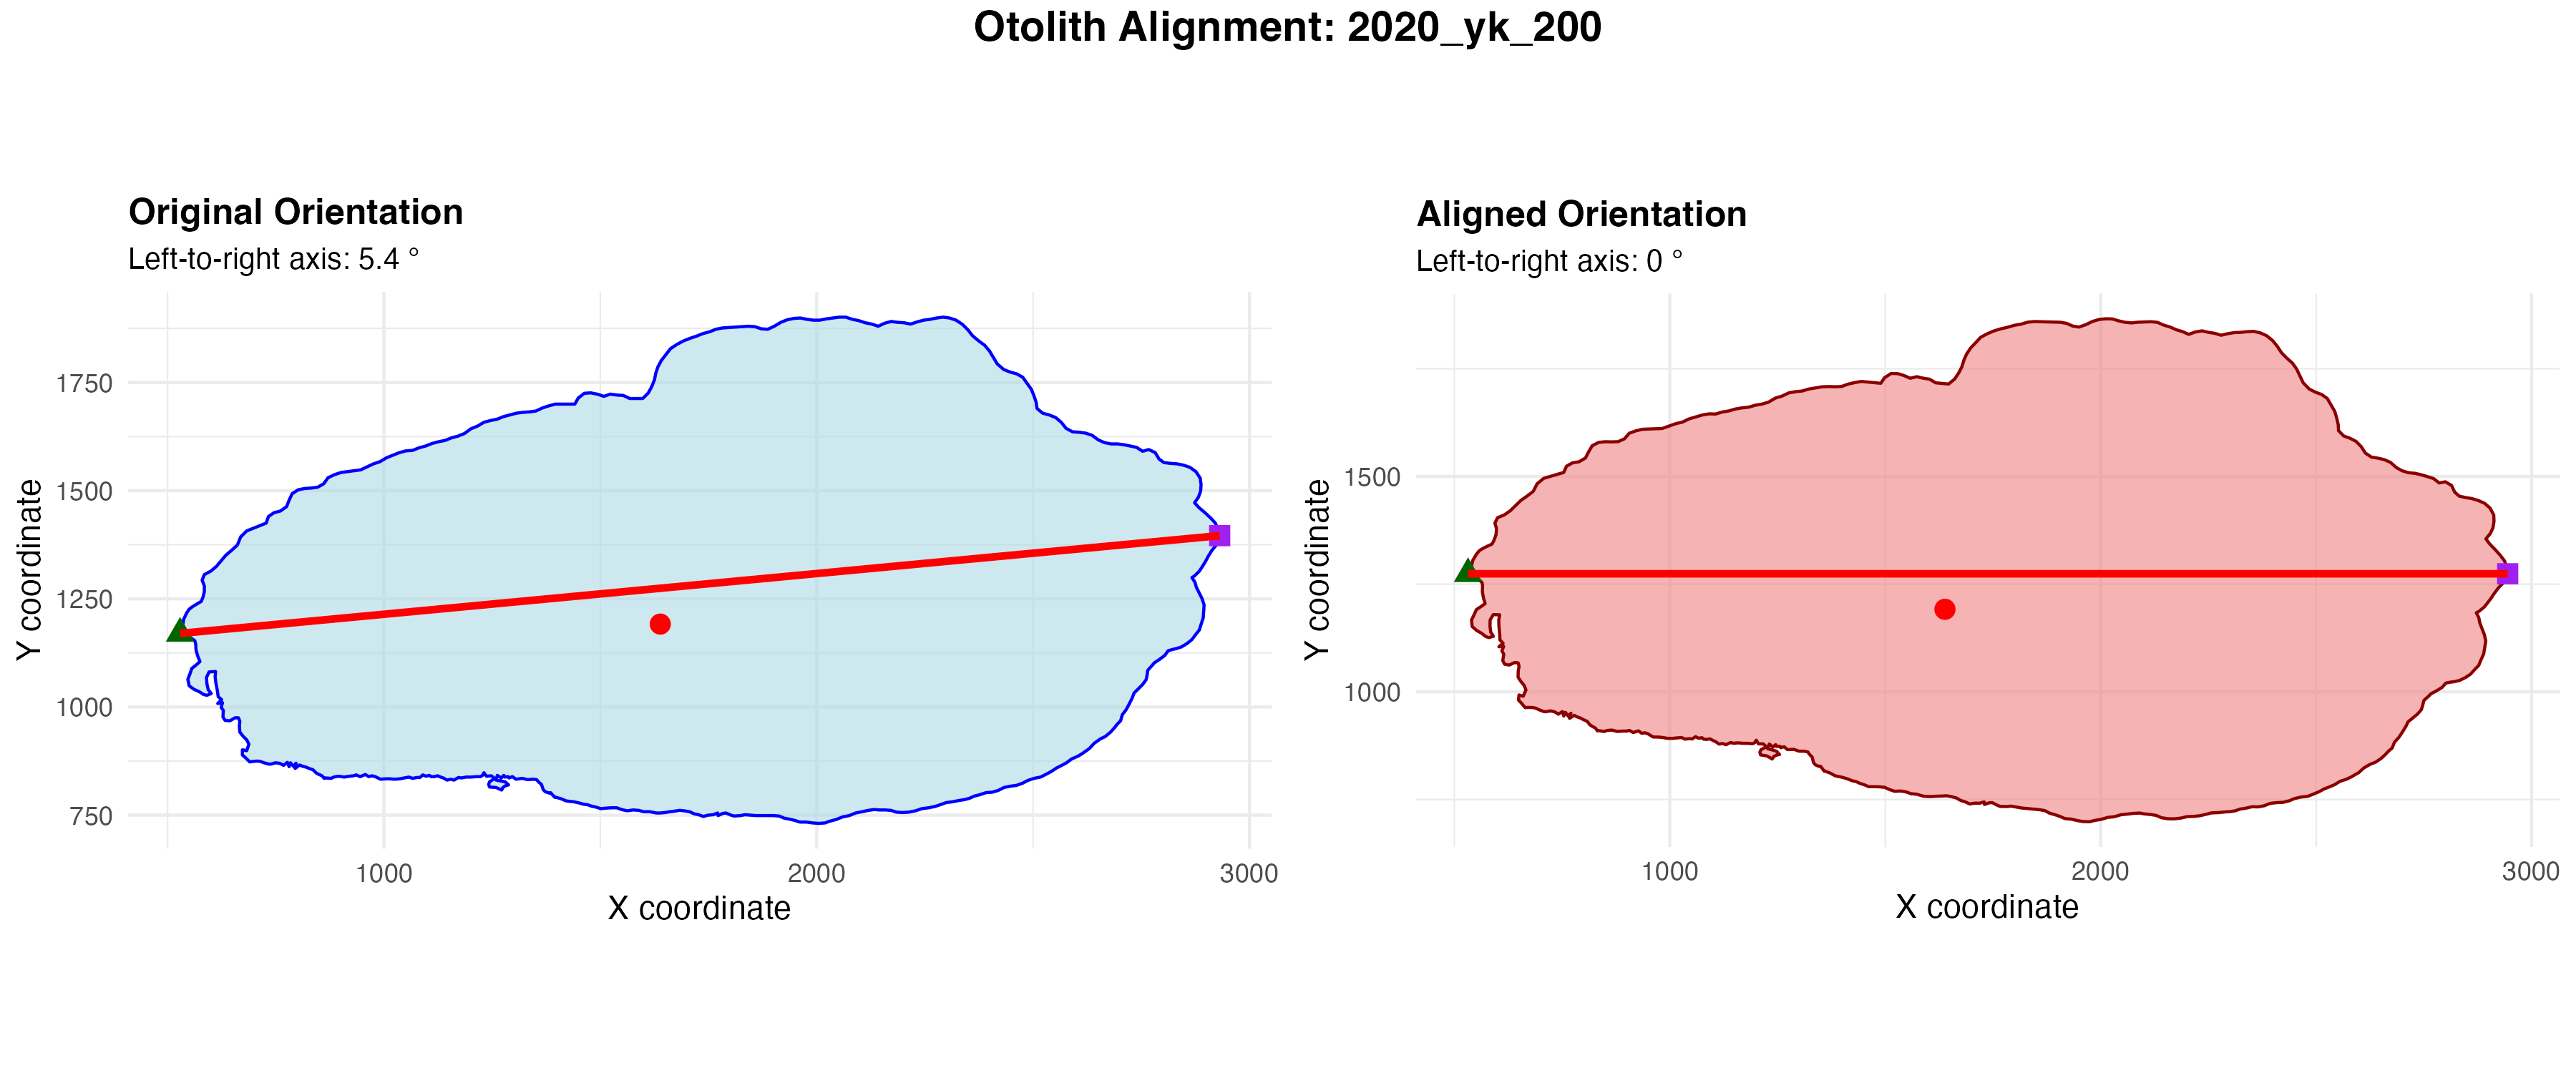 Otolith Alignment: 2020_yk_200
Original Orientation
Left-to-right axis: 5.4 °
Y coordinate
1750
1500
1250
1000
750
1000
2000
3000
X coordinate
Aligned Orientation
Left-to-right axis: 0 °
Y coordinate
1500
1000
1000
2000
3000
X coordinate